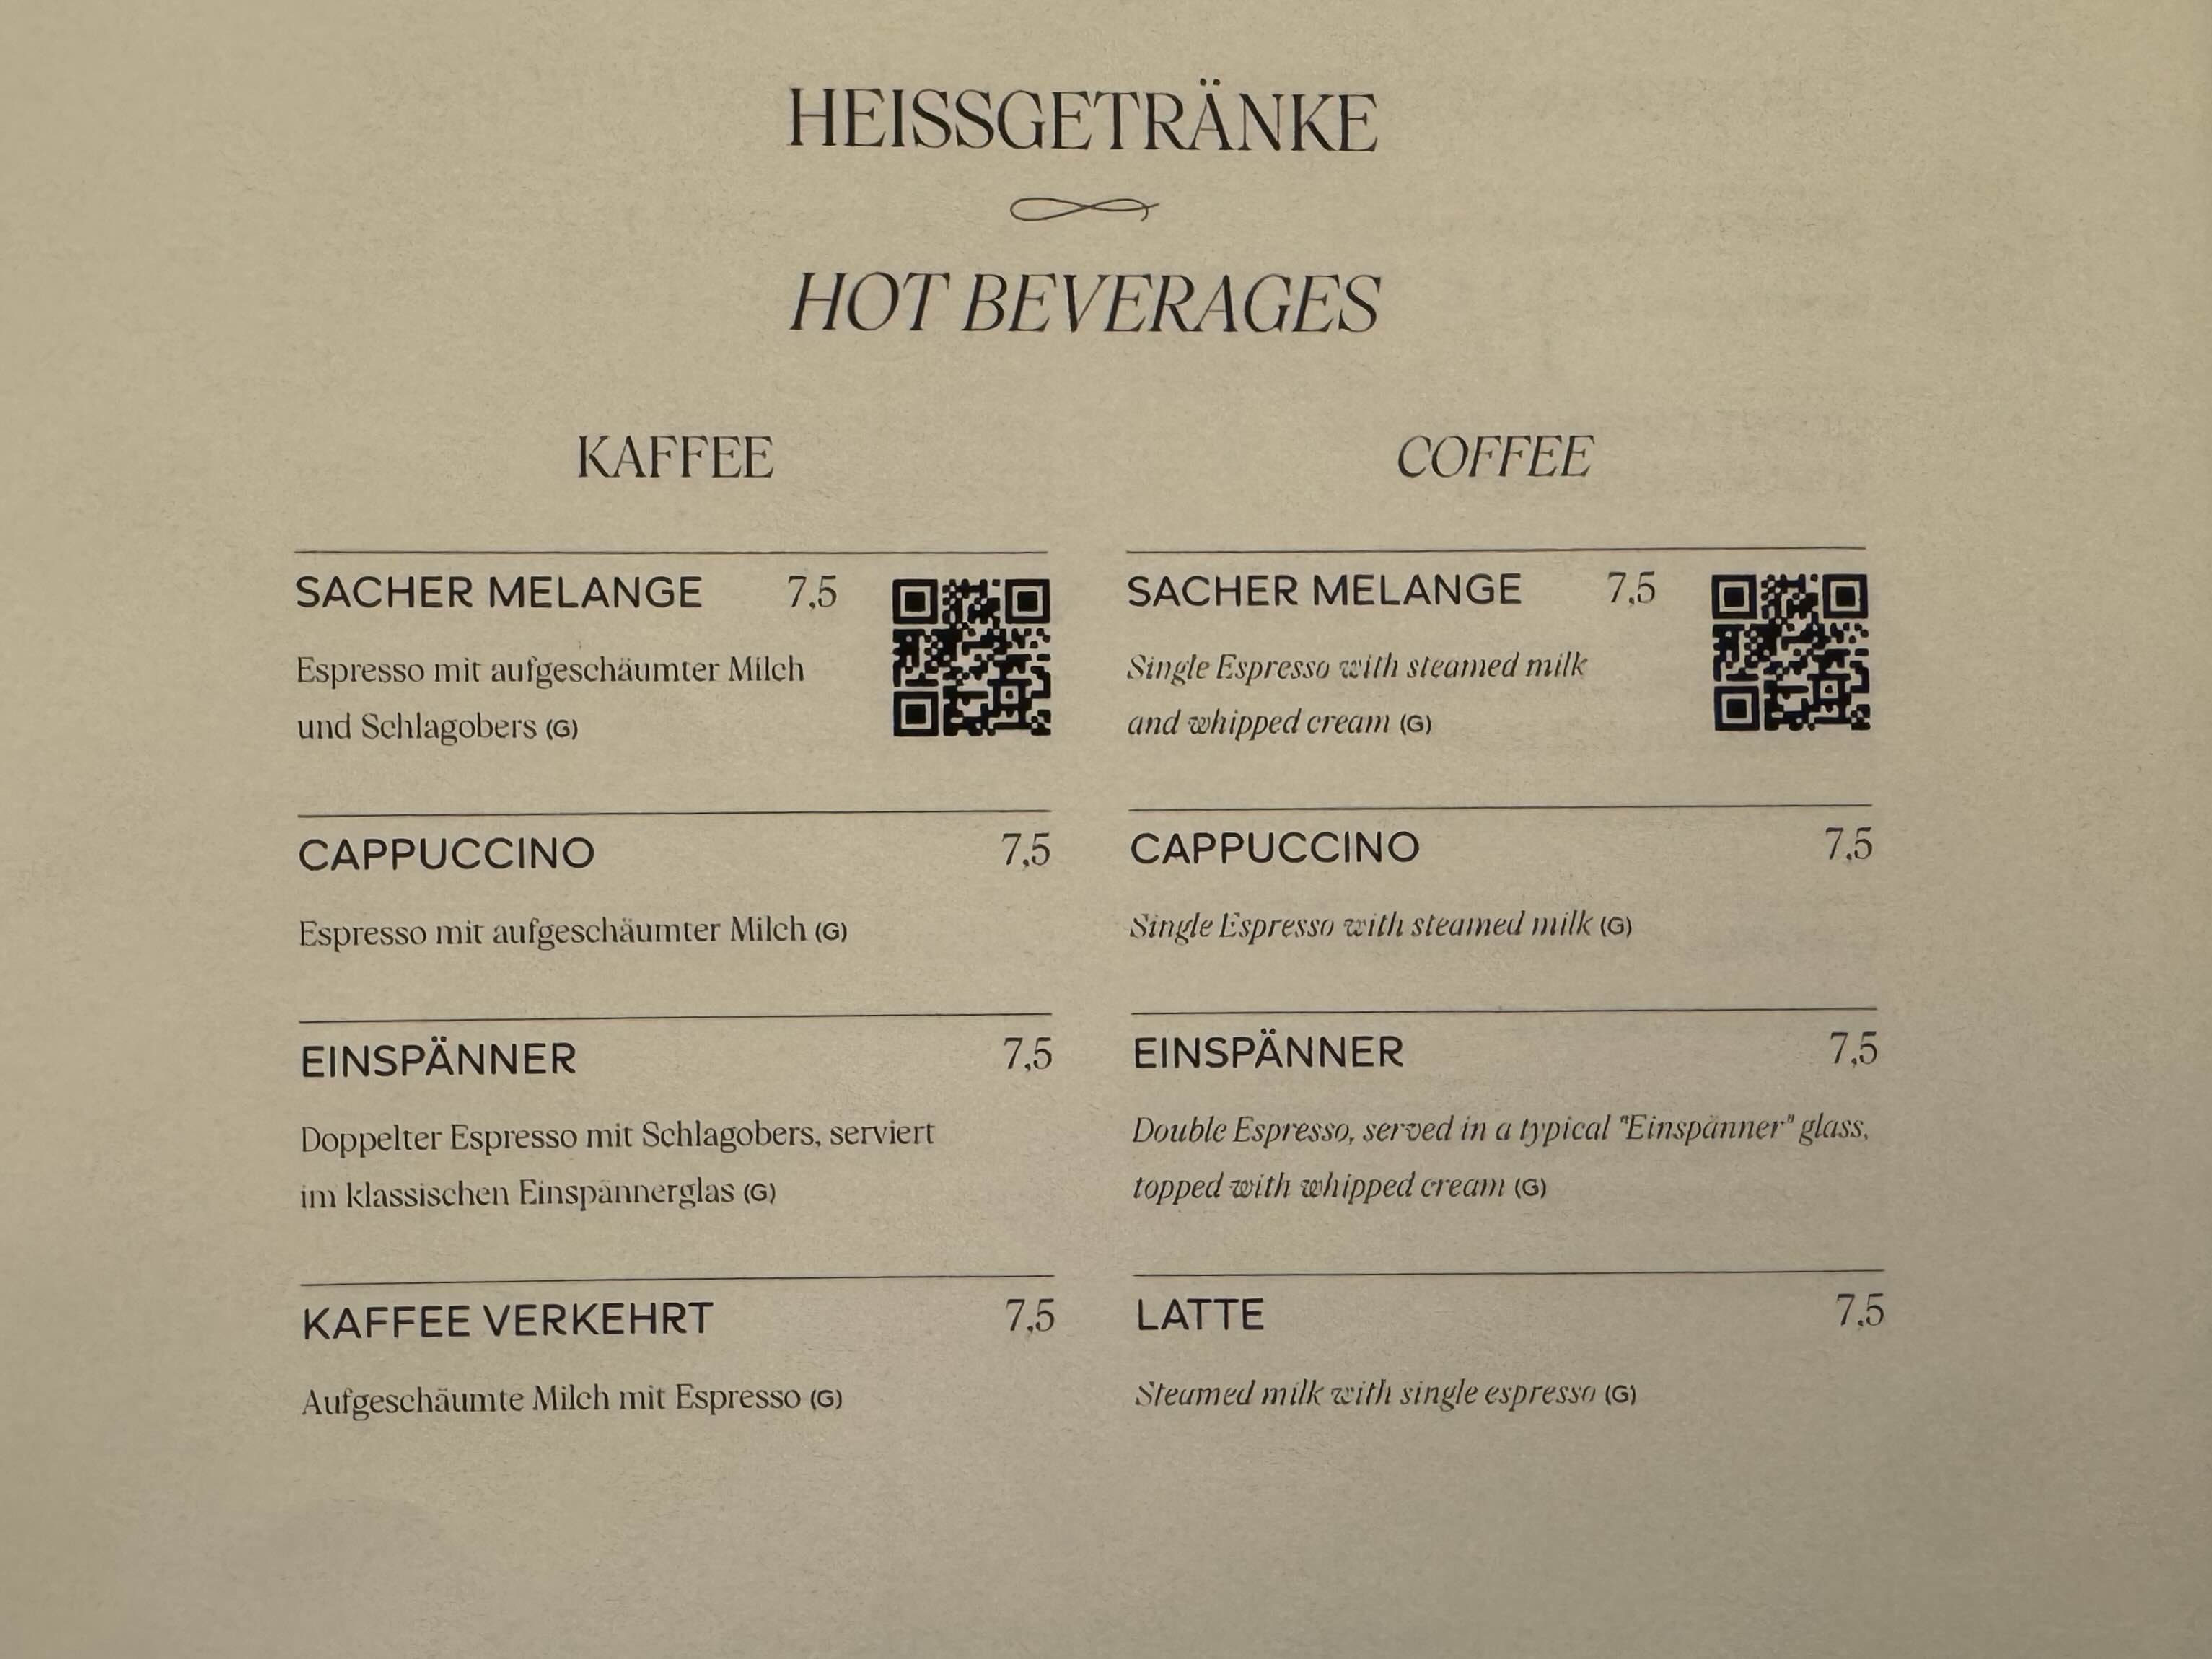 HEISSGETRÄNKE
HOT BEVERAGES
KAFFEE
SACHER MELANGE 7,5
Espresso mit aufgeschäumter Milch
und Schlagobers (G)
CAPPUCCINO 7,5
Espresso mit aufgeschäumter Milch (G)
EINSPÄNNER 7,5
Doppelter Espresso mit Schlagobers, serviert
im klassischen Einspännerglas (G)
KAFFEE VERKEHRT 7,5
Aufgeschäumte Milch mit Espresso (G)
COFFEE
SACHER MELANGE 7,5
Single Espresso with steamed milk
and whipped cream (G)
CAPPUCCINO 7,5
Single Espresso with steamed milk (G)
EINSPÄNNER 7,5
Double Espresso, served in a typical "Einspänner" glass,
topped with whipped cream (G)
LATTE 7,5
Steamed milk with single espresso (G)